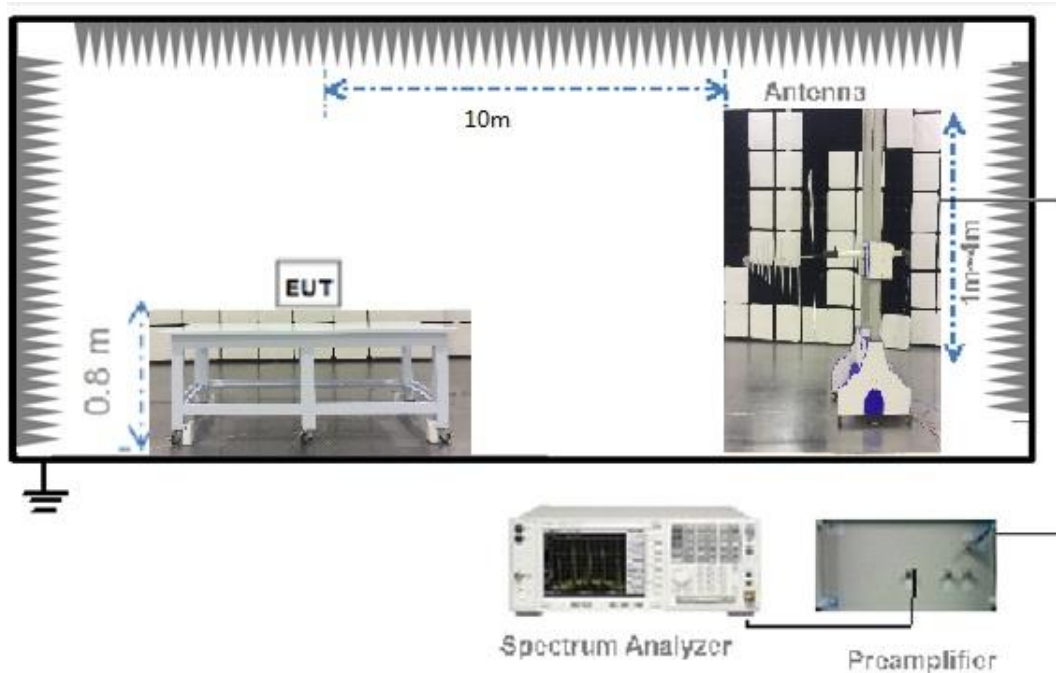 Antenna
10m
1m~4m
EUT
0.8 m
Spectrum Analyzer
Preamplifier